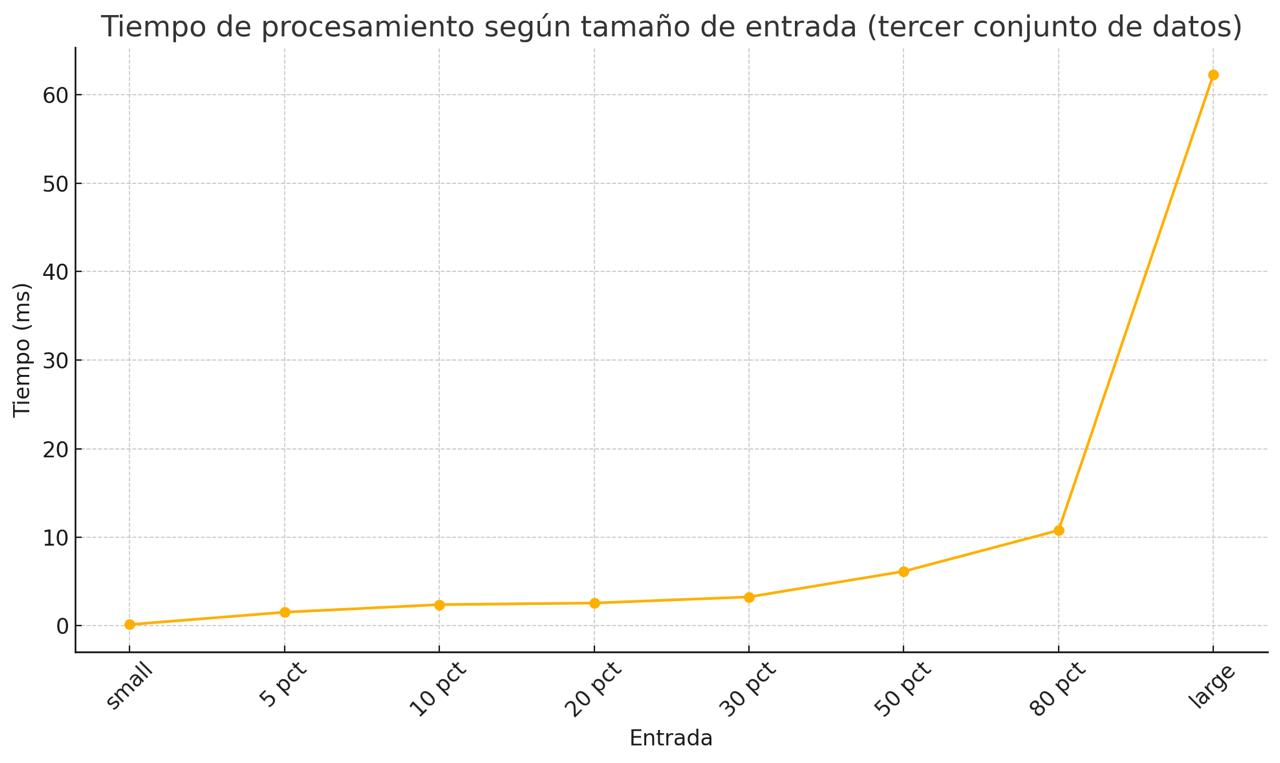 Tiempo de procesamiento según tamaño de entrada (tercer conjunto de datos)
Tiempo (ms)
60
50
40
30
20
10
0
small
5 pct
10 pct
20 pct
30 pct
50 pct
80 pct
large
Entrada